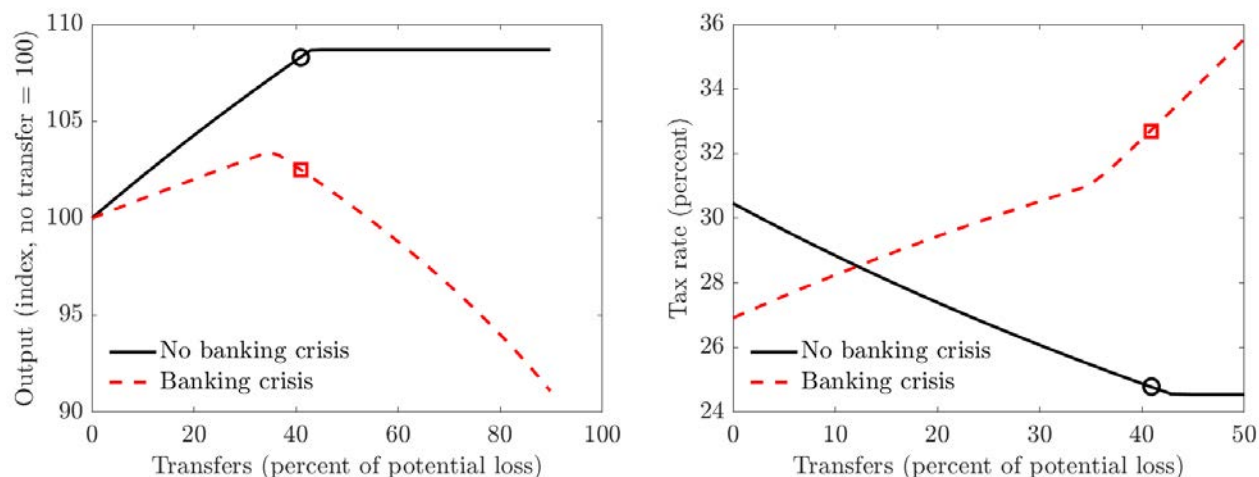 Output (index, no transfer = 100)
110
105
100
95
90
No banking crisis
Banking crisis
0 20 40 60 80 100
Transfers (percent of potential loss)
Tax rate (percent)
36
34
32
30
28
26
24
No banking crisis
Banking crisis
0 10 20 30 40 50
Transfers (percent of potential loss)